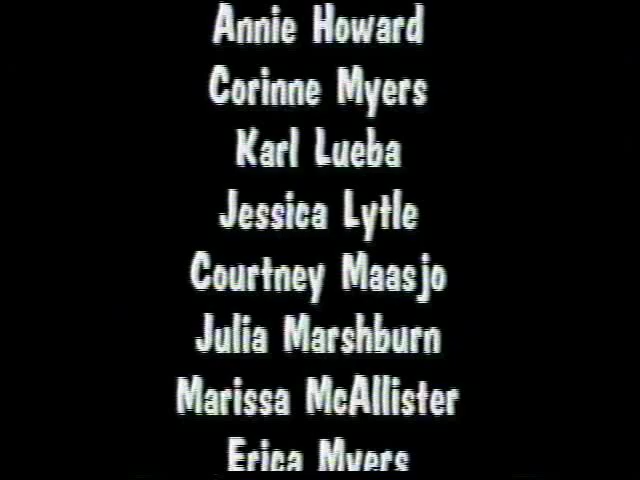 Annie Howard
Corinne Myers
Karl Lueba
Jessica Lytle
Courtney Maasjo
Julia Marshburn
Marissa McAllister
Erica Myers